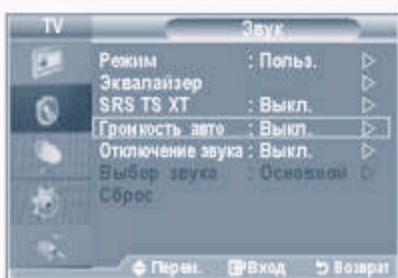 TV Звук
Режим : Польз.
Эквалайзер
SRS TS XT : Выкл.
Громкость авто : Выкл.
Отключение звука : Выкл.
Выбор звука : Основной
Сброс
Перем. Вход Возврат